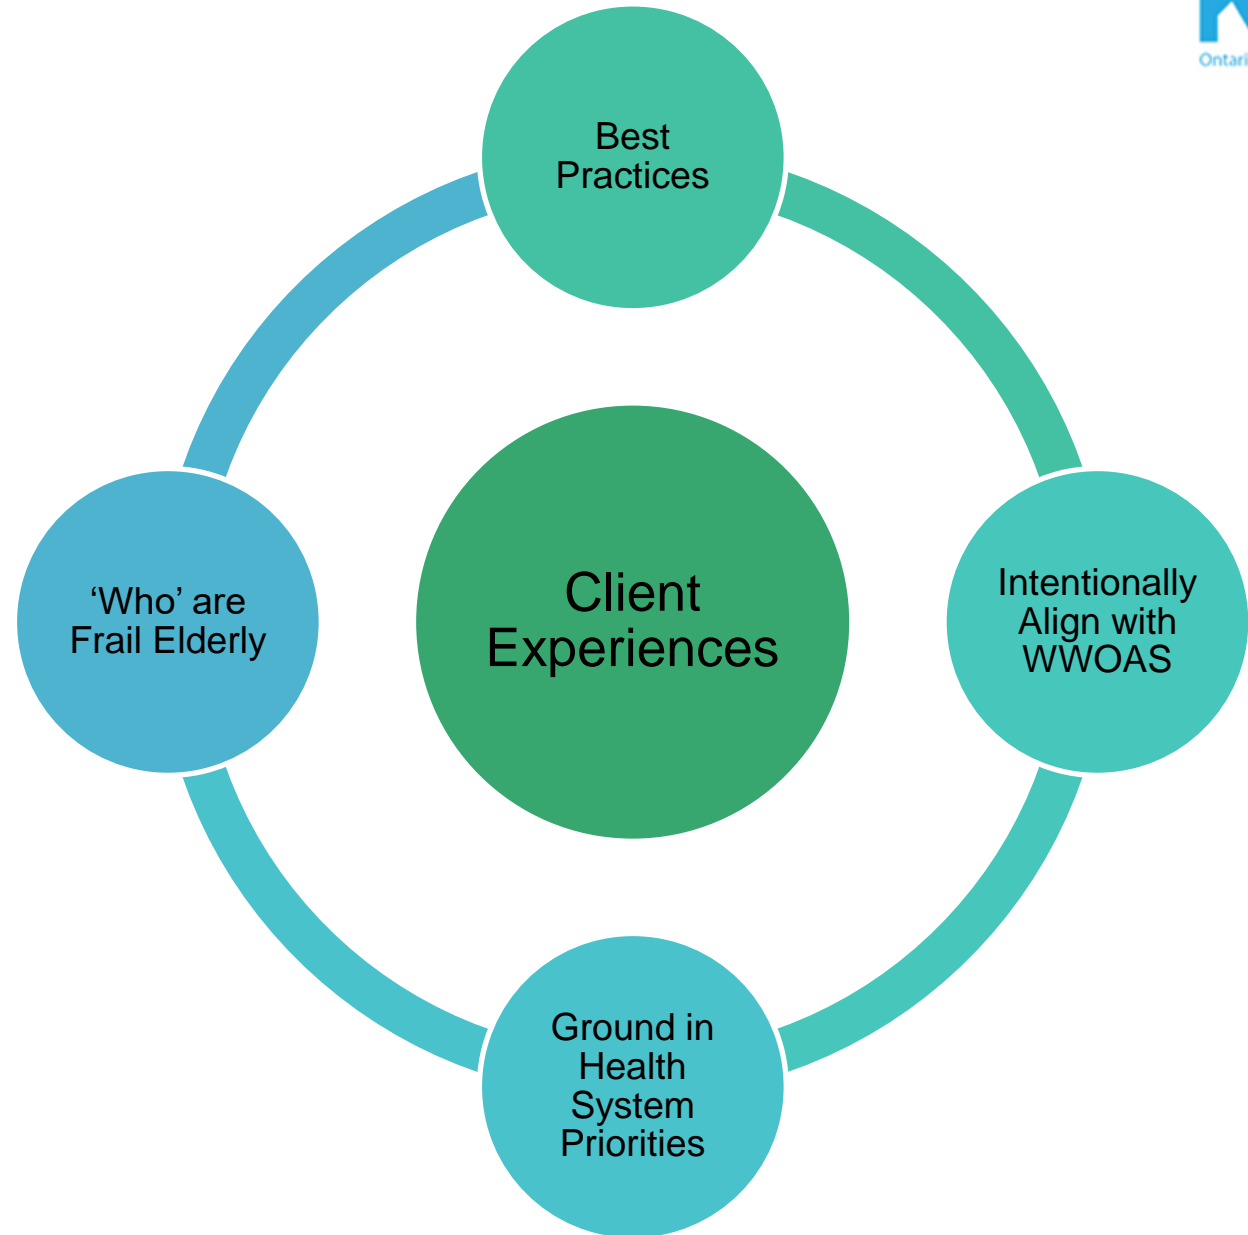 Best
Practices
Intentionally
Align with
WWOAS
Client
Experiences
‘Who’ are
Frail Elderly
Ground in
Health
System
Priorities